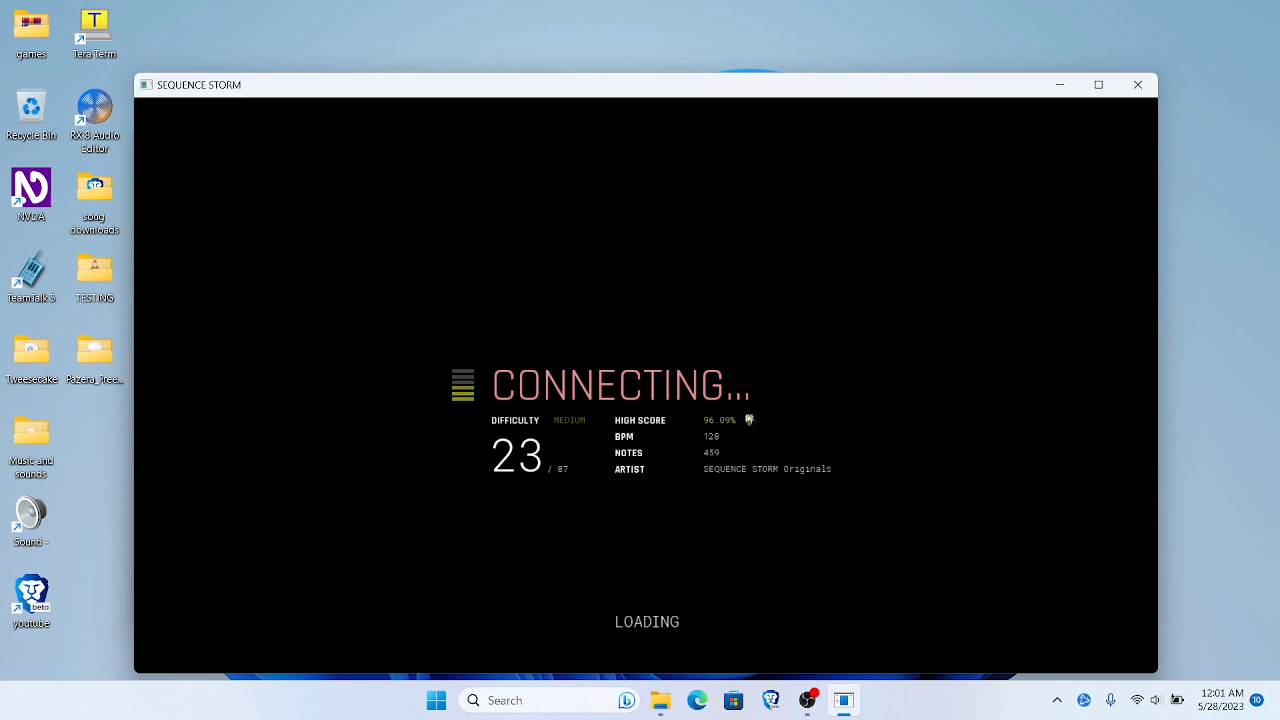 games
Tera Term
SEQUENCE STORM
Recycle Bin
RX 8 Audio
Editor
NVDA
song
downloads
TeamTalk 5
TESTING
Tweesecake
Pazera_Free...
Music and
sounds
Sound -
beta
youtube
CONNECTING...
DIFFICULTY MEDIUM
23 / 87
HIGH SCORE 96.09%
BPM 128
NOTES 459
ARTIST SEQUENCE STORM Originals
LOADING
Search
12:01 AM
5/28/2023
10